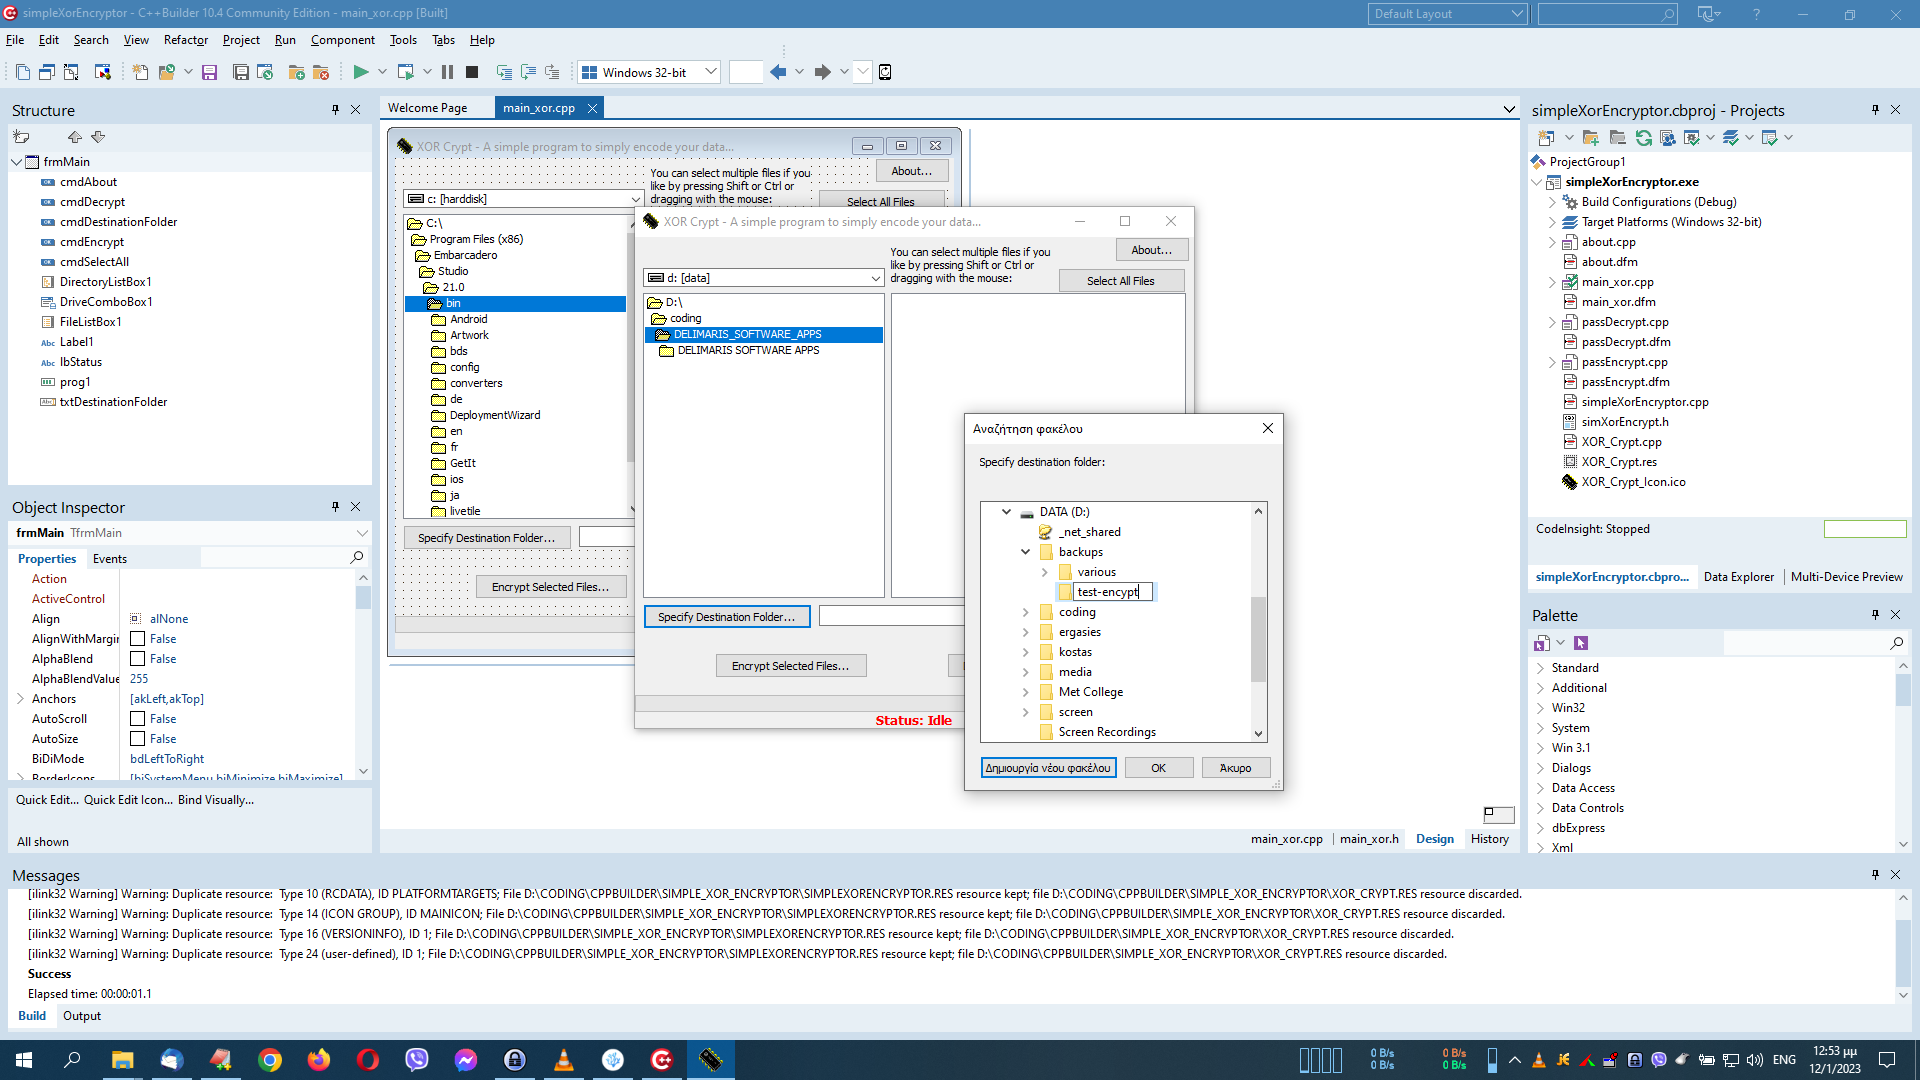 simpleXorEncryptor - C++Builder 10.4 Community Edition - main_xor.cpp [Built]
Default Layout
File Edit Search View Refactor Project Run Component Tools Tabs Help
Windows 32-bit
Structure
frmMain
cmdAbout
cmdDecrypt
cmdDestinationFolder
cmdEncrypt
cmdSelectAll
DirectoryListBox1
DriveComboBox1
FileListBox1
Label1
lbStatus
prog1
txtDestinationFolder
Object Inspector
frmMain TfrmMain
Properties Events
Action
ActiveControl
Align alNone
AlignWithMargin False
AlphaBlend False
AlphaBlendValue 255
Anchors [akLeft,akTop]
AutoScroll False
AutoSize False
BiDiMode bdLeftToRight
BorderIcons [biSystemMenu,biMinimize,biMaximize]
Quick Edit... Quick Edit Icon... Bind Visually...
All shown
Welcome Page main_xor.cpp
XOR Crypt - A simple program to simply encode your data...
About...
You can select multiple files if you
like by pressing Shift or Ctrl or
dragging with the mouse:
Select All Files
c: [harddisk]
C:\
Program Files (x86)
Embarcadero
Studio
21.0
bin
Android
Artwork
bds
config
converters
de
DeploymentWizard
en
fr
GetIt
ios
ja
livetile
Specify Destination Folder...
Encrypt Selected Files...
XOR Crypt - A simple program to simply encode your data...
About...
You can select multiple files if you
like by pressing Shift or Ctrl or
dragging with the mouse:
Select All Files
d: [data]
D:\
coding
DELIMARIS_SOFTWARE_APPS
DELIMARIS SOFTWARE APPS
Specify Destination Folder...
Encrypt Selected Files...
Status: Idle
Αναζήτηση φακέλου
Specify destination folder:
DATA (D:)
_net_shared
backups
various
test-encypt
coding
ergasies
kostas
media
Met College
screen
Screen Recordings
Δημιουργία νέου φακέλου OK Άκυρο
main_xor.cpp main_xor.h Design History
simpleXorEncryptor.cbproj - Projects
ProjectGroup1
simpleXorEncryptor.exe
Build Configurations (Debug)
Target Platforms (Windows 32-bit)
about.cpp
about.dfm
main_xor.cpp
main_xor.dfm
passDecrypt.cpp
passDecrypt.dfm
passEncrypt.cpp
passEncrypt.dfm
simpleXorEncryptor.cpp
simXorEncrypt.h
XOR_Crypt.cpp
XOR_Crypt.res
XOR_Crypt_Icon.ico
CodeInsight: Stopped
simpleXorEncryptor.cbpro... Data Explorer Multi-Device Preview
Palette
Standard
Additional
Win32
System
Win 3.1
Dialogs
Data Access
Data Controls
dbExpress
Xml
Messages
[ilink32 Warning] Warning: Duplicate resource: Type 10 (RCDATA), ID PLATFORMTARGETS; File D:\CODING\CPPBUILDER\SIMPLE_XOR_ENCRYPTOR\SIMPLEXORENCRYPTOR.RES resource kept; file D:\CODING\CPPBUILDER\SIMPLE_XOR_ENCRYPTOR\XOR_CRYPT.RES resource discarded.
[ilink32 Warning] Warning: Duplicate resource: Type 14 (ICON GROUP), ID MAINICON; File D:\CODING\CPPBUILDER\SIMPLE_XOR_ENCRYPTOR\SIMPLEXORENCRYPTOR.RES resource kept; file D:\CODING\CPPBUILDER\SIMPLE_XOR_ENCRYPTOR\XOR_CRYPT.RES resource discarded.
[ilink32 Warning] Warning: Duplicate resource: Type 16 (VERSIONINFO), ID 1; File D:\CODING\CPPBUILDER\SIMPLE_XOR_ENCRYPTOR\SIMPLEXORENCRYPTOR.RES resource kept; file D:\CODING\CPPBUILDER\SIMPLE_XOR_ENCRYPTOR\XOR_CRYPT.RES resource discarded.
[ilink32 Warning] Warning: Duplicate resource: Type 24 (user-defined), ID 1; File D:\CODING\CPPBUILDER\SIMPLE_XOR_ENCRYPTOR\SIMPLEXORENCRYPTOR.RES resource kept; file D:\CODING\CPPBUILDER\SIMPLE_XOR_ENCRYPTOR\XOR_CRYPT.RES resource discarded.
Success
Elapsed time: 00:00:01.1
Build Output
0 B/s 0 B/s
0 B/s 0 B/s
ENG
12:53 μμ
12/1/2023